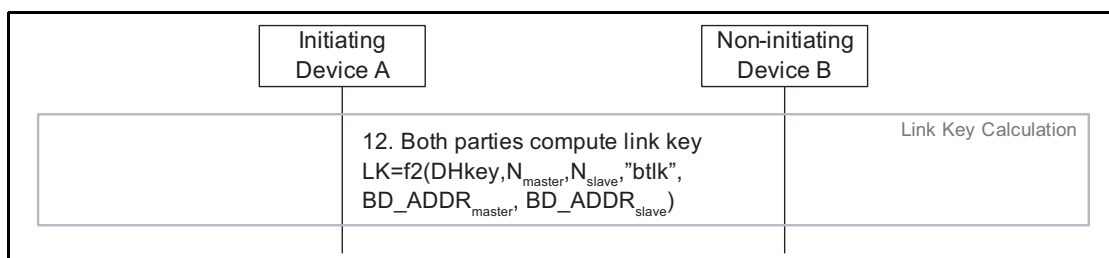 Initiating
Device A
Non-initiating
Device B
Link Key Calculation
12. Both parties compute link key
LK=f2(DHkey,Nmaster,Nslave,”btlk”,
BD_ADDRmaster, BD_ADDRslave)